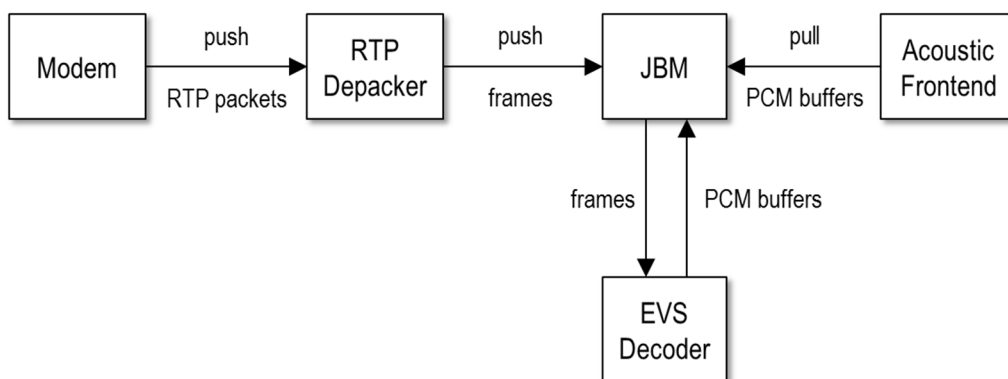 Modem
push
RTP packets
RTP
Depacker
push
frames
JBM
pull
PCM buffers
Acoustic
Frontend
frames
PCM buffers
EVS
Decoder